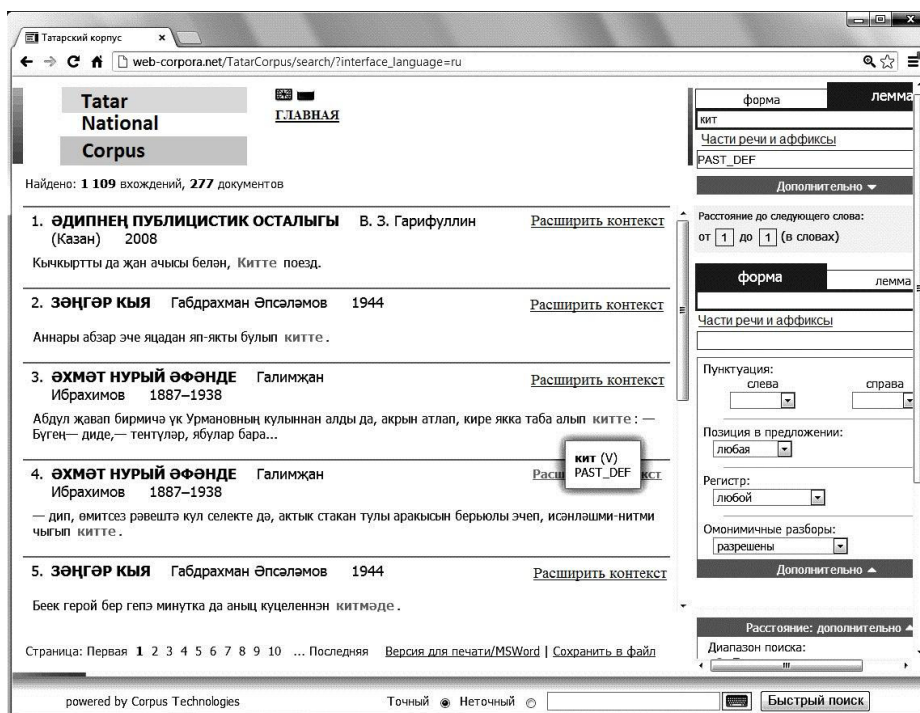 Татарский корпус
web-corpora.net/TatarCorpus/search/?interface_language=ru
Tatar
National
Corpus
ГЛАВНАЯ
Найдено: 1 109 вхождений, 277 документов
1. ӘДИПНЕҢ ПУБЛИЦИСТИК ОСТАЛЫГЫ В. З. Гарифуллин Расширить контекст
(Казан) 2008
Кычкыртты да җан ачысы белән, Китте поезд.
2. ЗӘҢГӘР КЫЯ Габдрахман Әпсәләмов 1944 Расширить контекст
Аннары абзар эче яцадан яп-якты булып китте.
3. ӘХМӘТ НУРЫЙ ӘФӘНДЕ Галимҗан Расширить контекст
Ибрахимов 1887–1938
Абдул җавап бирмичә үк Урмановның кулыннан алды да, акрын атлап, кире якка таба алып китте: —
Бүген— диде,— тентүләр, ябулар бара...
кит (V)
PAST_DEF
4. ӘХМӘТ НУРЫЙ ӘФӘНДЕ Галимҗан Расш кст
Ибрахимов 1887–1938
— дип, өмитсез рәвештә кул селекте дә, актык стакан тулы аракысын берьюлы эчеп, исәнләшми-нитми
чыгып китте.
5. ЗӘҢГӘР КЫЯ Габдрахман Әпсәләмов 1944 Расширить контекст
Беек герой бер гепә минутка да аныц куцеленнән китмәде.
Страница: Первая 1 2 3 4 5 6 7 8 9 10 ... Последняя Версия для печати/MSWord | Сохранить в файл
форма лемма
кит
Части речи и аффиксы
PAST_DEF
Дополнительно
Расстояние до следующего слова:
от 1 до 1 (в словах)
форма лемма
Части речи и аффиксы
Пунктуация:
слева справа
Позиция в предложении:
любая
Регистр:
любой
Омонимичные разборы:
разрешены
Дополнительно
Расстояние: дополнительно
Диапазон поиска:
powered by Corpus Technologies Точный Неточный Быстрый поиск